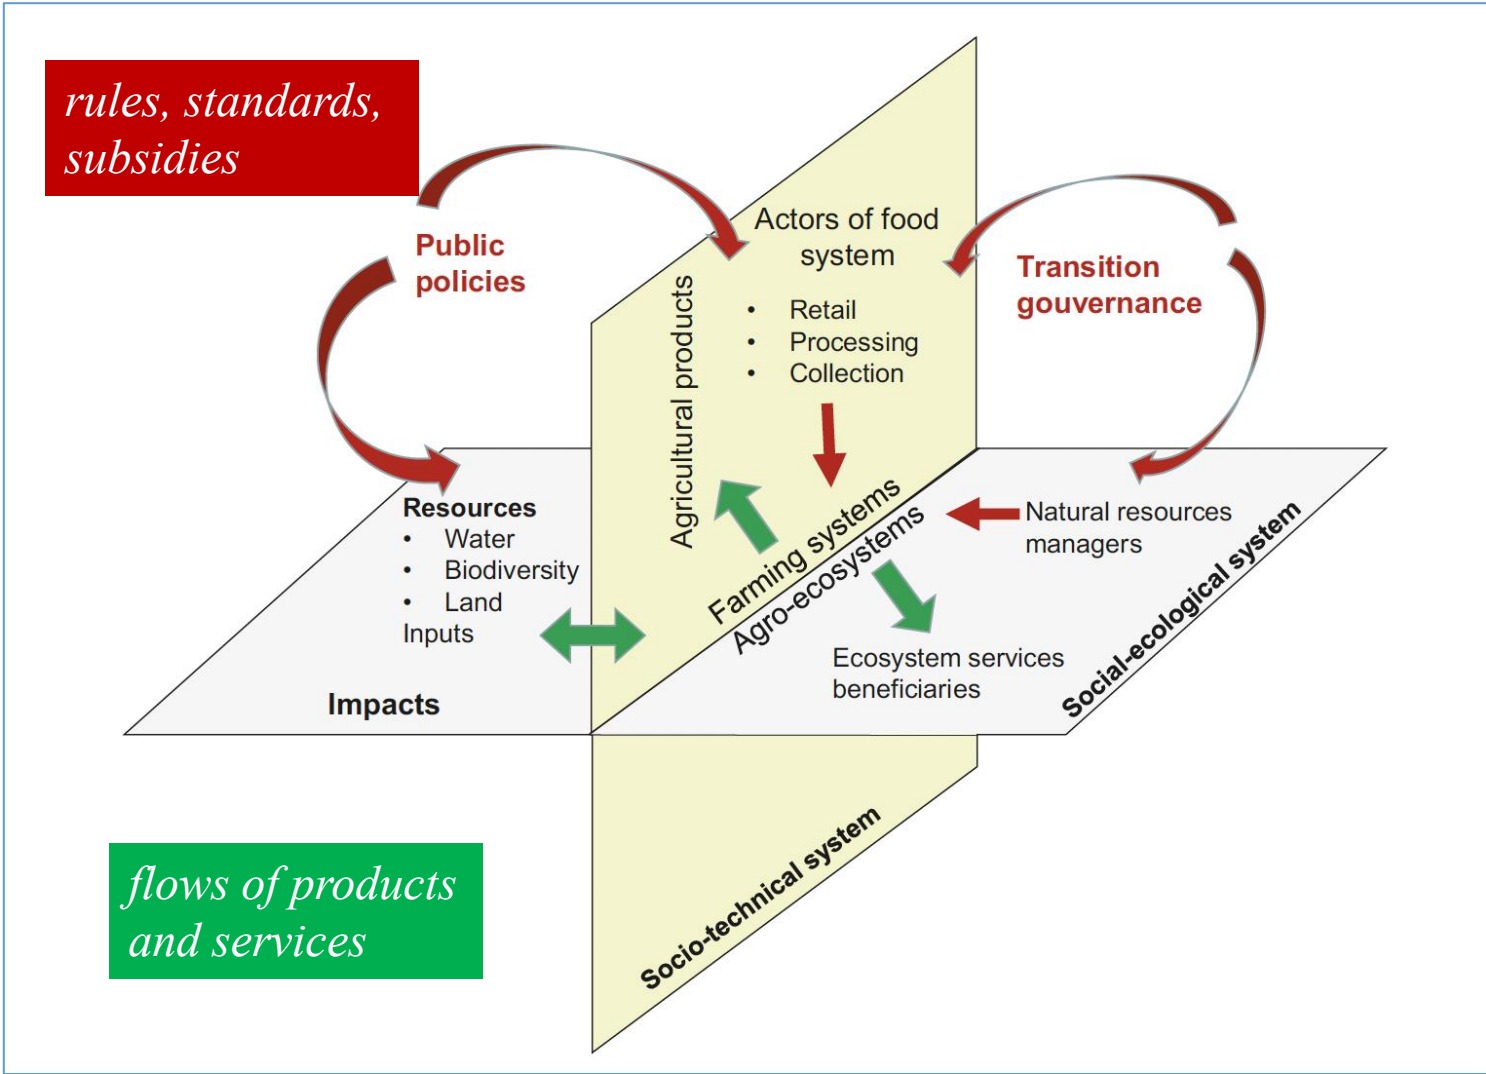 rules, standards,
subsidies
Public
policies
Actors of food
system
• Retail
• Processing
• Collection
Transition
gouvernance
Agricultural products
Resources
• Water
• Biodiversity
• Land
Inputs
Impacts
Farming systems
Agro-ecosystems
Natural resources
managers
Ecosystem services
beneficiaries
Social-ecological system
Socio-technical system
flows of products
and services